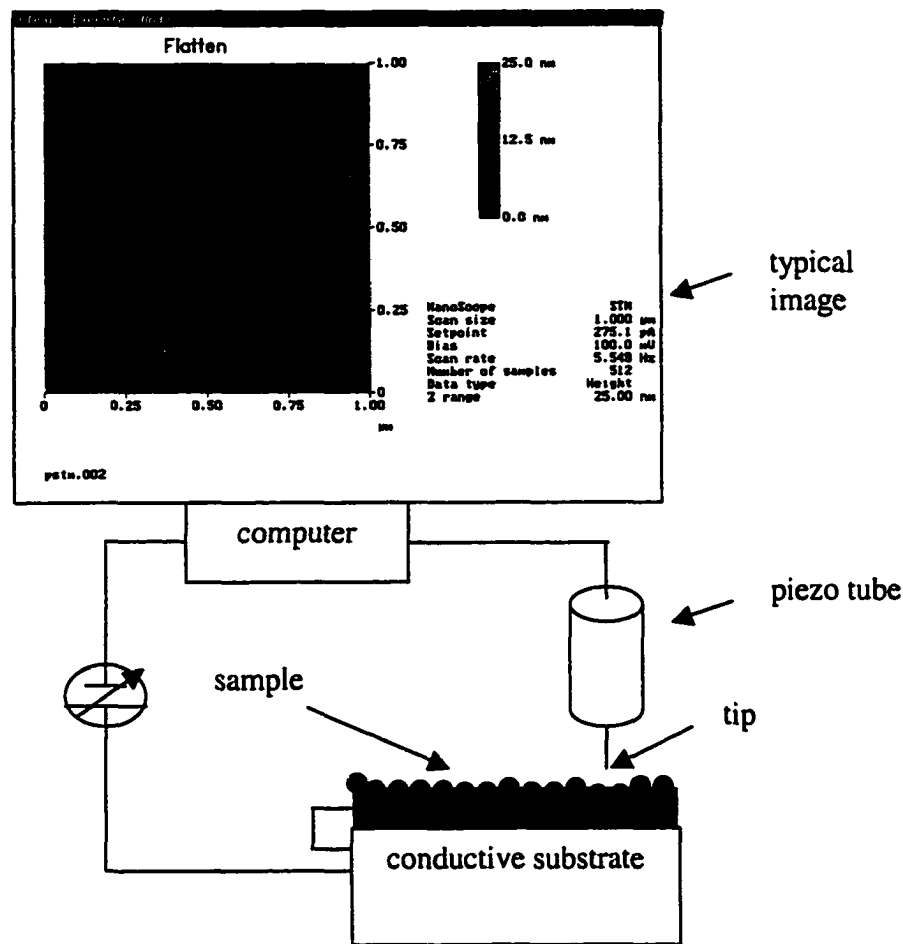 Flatten
1.00
0.75
0.50
0.25
0
0 0.25 0.50 0.75 1.00
µm
25.0 nm
12.5 nm
0.0 nm
NanoScope STM
Scan size 1.000 µm
Setpoint 275.1 pA
Bias 100.0 mV
Scan rate 5.548 Hz
Number of samples 512
Data type Height
Z range 25.00 nm
pstm.002
typical
image
computer
piezo tube
sample
tip
conductive substrate